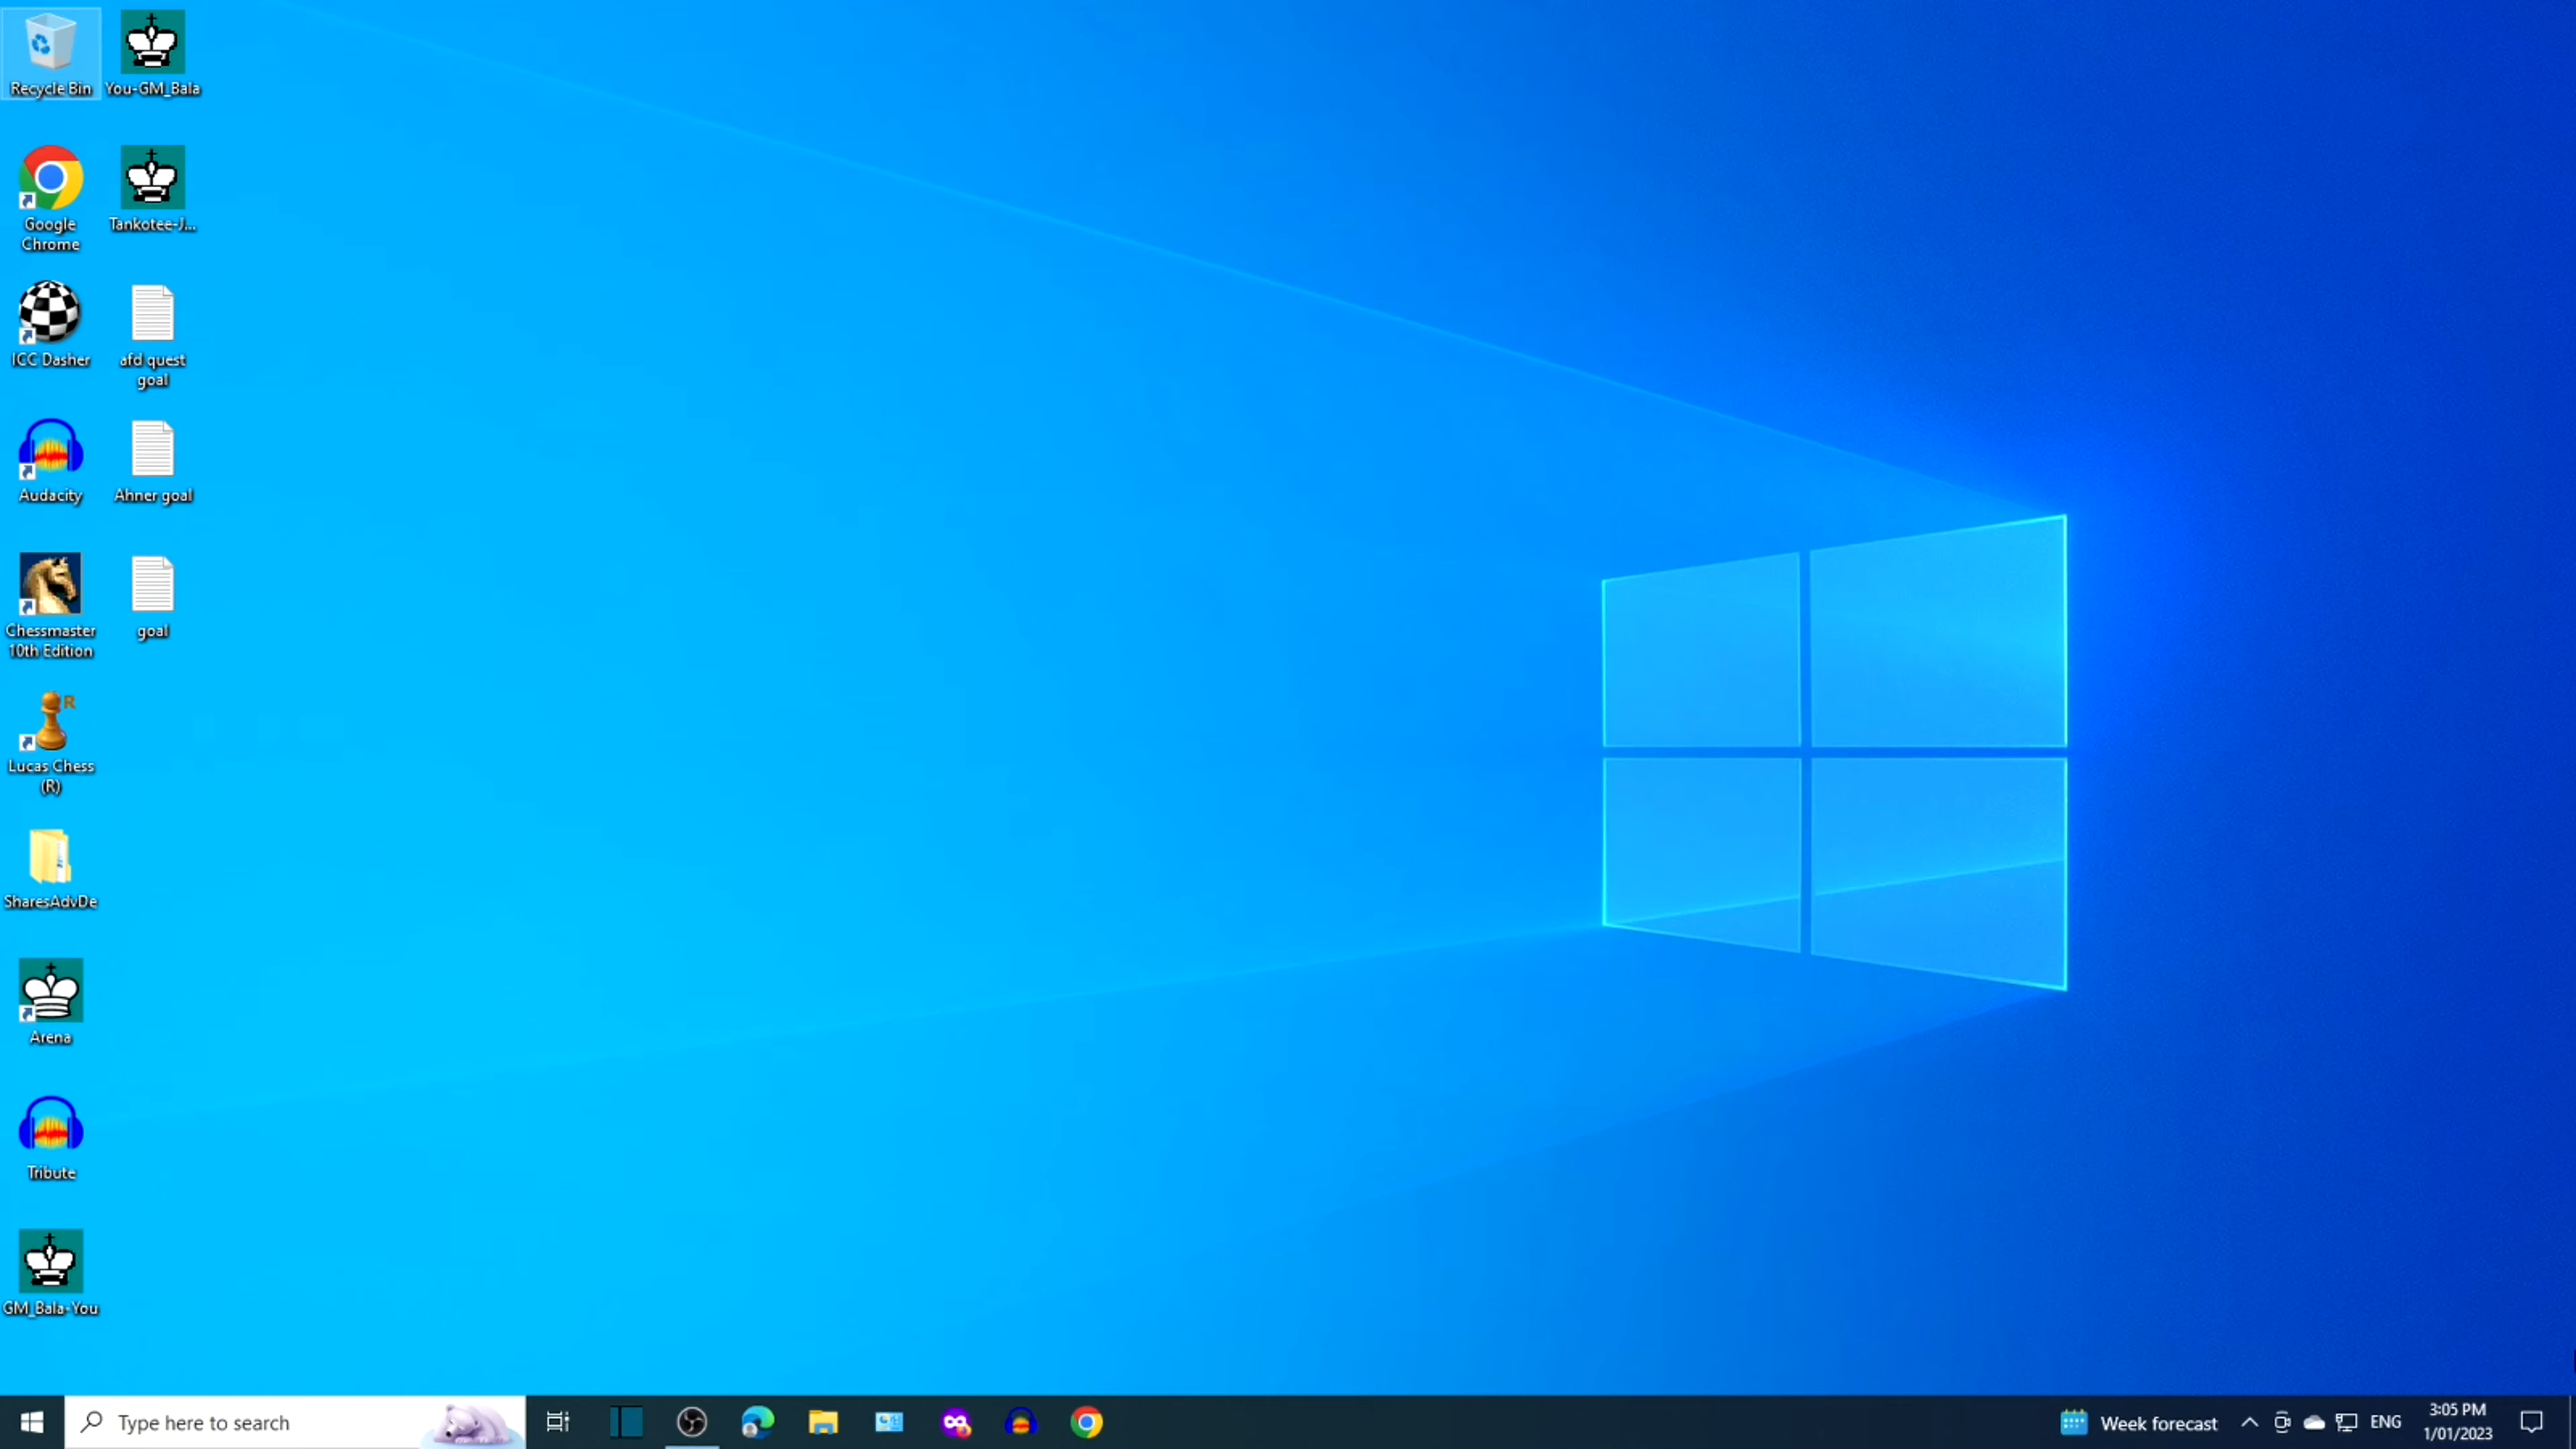 Recycle Bin
You-GM_Bala
Google
Chrome
Tankotee-J...
ICC Dasher
afd quest
goal
Audacity
Ahner goal
Chessmaster
10th Edition
goal
R
Lucas Chess
(R)
SharesAdvDe
Arena
Tribute
GM_Bala-You
Type here to search
Week forecast
ENG
3:05 PM
1/01/2023